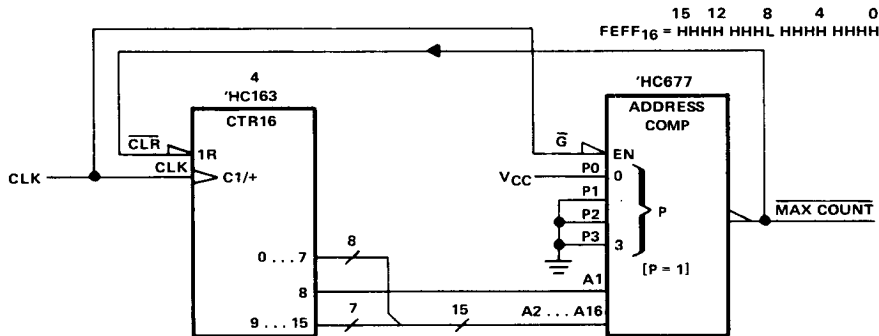 15 12 8 4 0
FEFF16 = HHHH HHHL HHHH HHHH
4
'HC163
CTR16
CLR
1R
CLK
CLK
C1/+
0 . . . 7
8
8
9 . . . 15
7
15
'HC677
ADDRESS
COMP
G
EN
VCC
P0
0
P1
P2
P
P3
3
[P = 1]
A1
A2 . . . A16
MAX COUNT